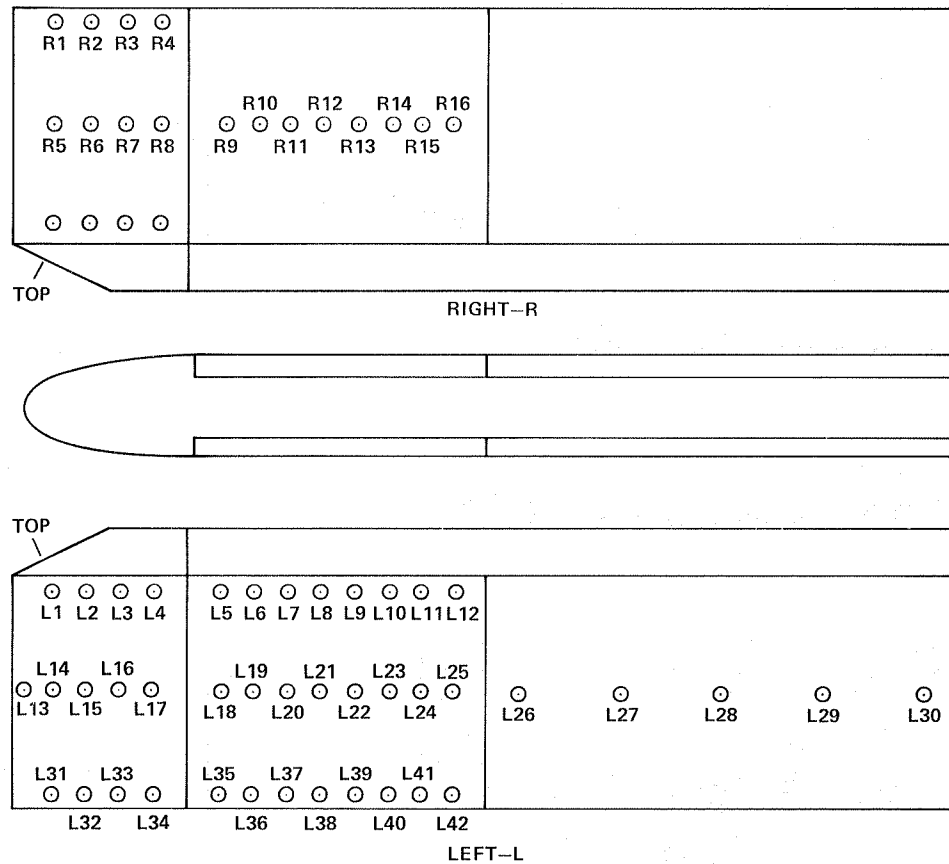 R1 R2 R3 R4
R10 R12 R14 R16
R5 R6 R7 R8 R9 R11 R13 R15
TOP
RIGHT–R
TOP
L1 L2 L3 L4 L5 L6 L7 L8 L9 L10 L11 L12
L14 L16 L19 L21 L23 L25
L13 L15 L17 L18 L20 L22 L24 L26 L27 L28 L29 L30
L31 L33 L35 L37 L39 L41
L32 L34 L36 L38 L40 L42
LEFT–L